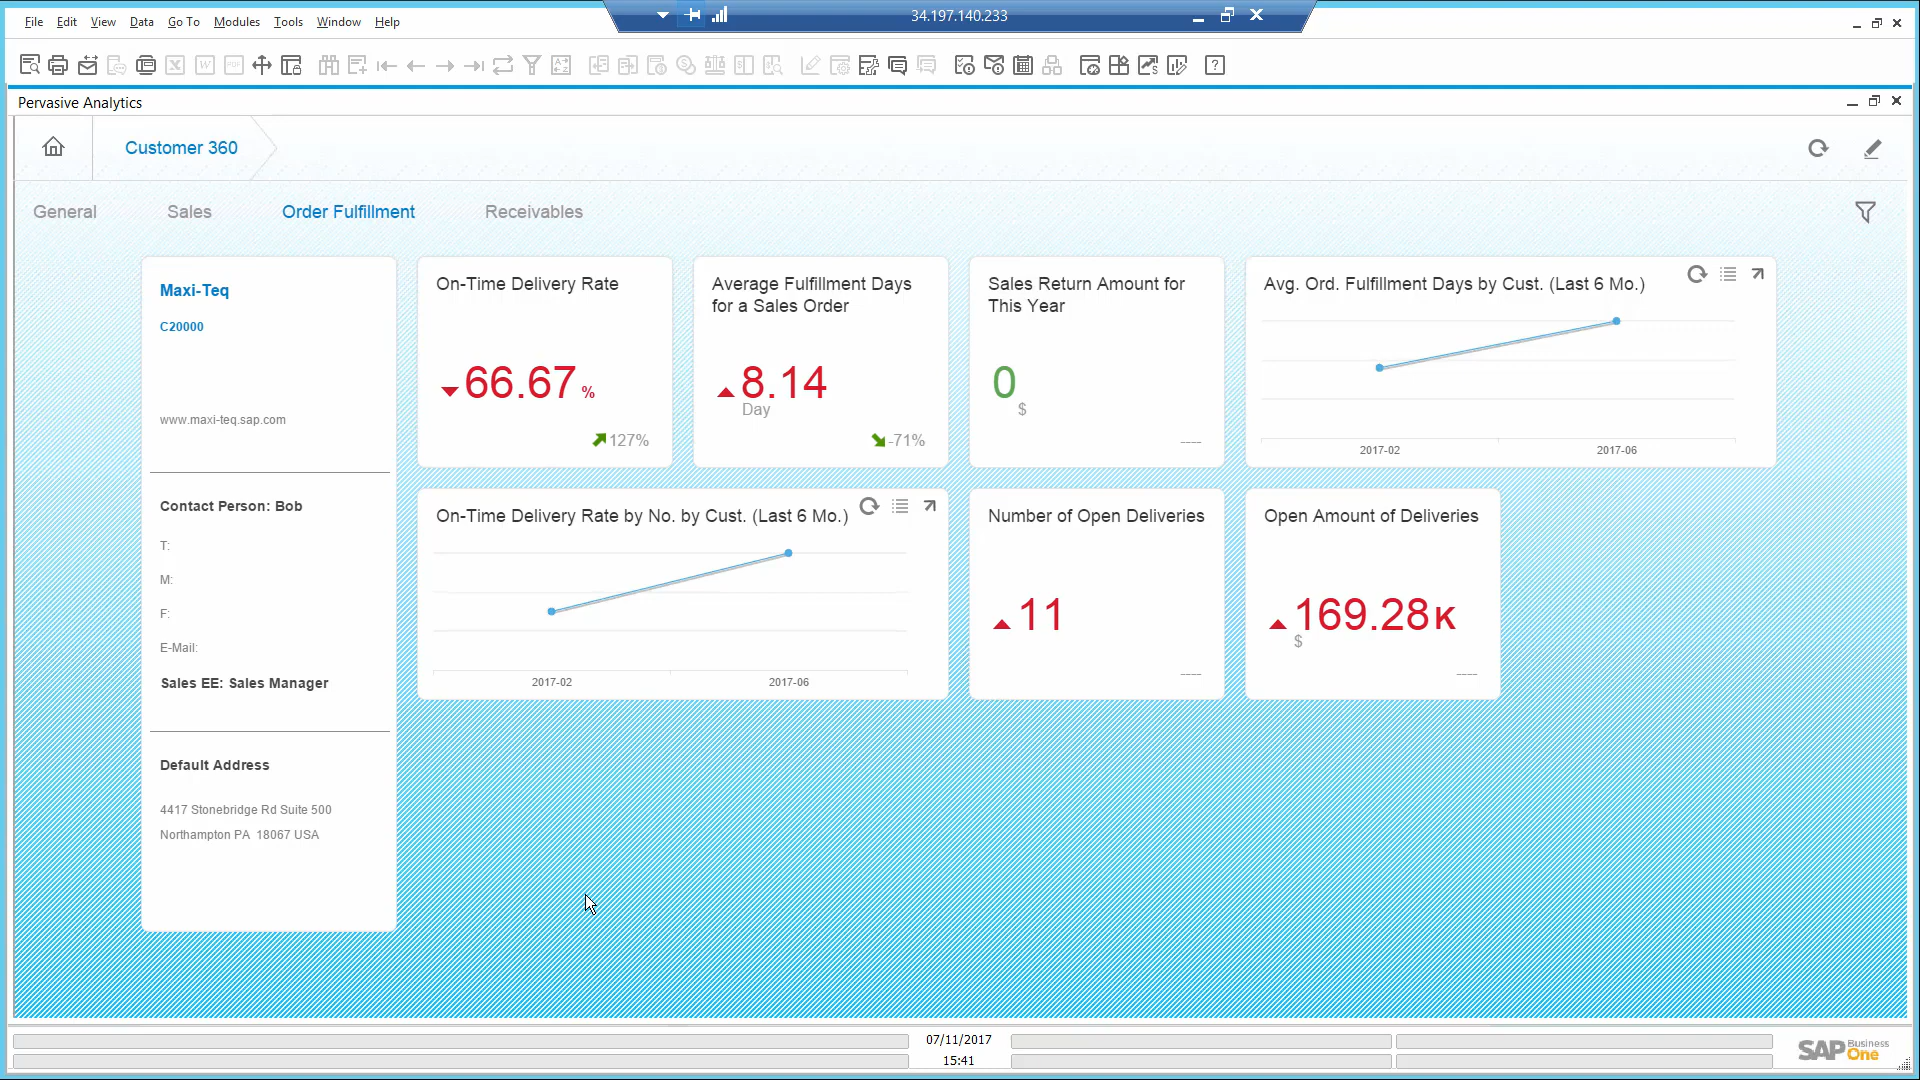 34.197.140.233
File Edit View Data Go To Modules Tools Window Help
Pervasive Analytics
Customer 360
General Sales Order Fulfillment Receivables
Maxi-Teq
C20000
www.maxi-teq.sap.com
Contact Person: Bob
T:
M:
F:
E-Mail:
Sales EE: Sales Manager
Default Address
4417 Stonebridge Rd Suite 500
Northampton PA 18067 USA
On-Time Delivery Rate
66.67 %
127%
Average Fulfillment Days
for a Sales Order
8.14
Day
-71%
Sales Return Amount for
This Year
0
$
----
Avg. Ord. Fulfillment Days by Cust. (Last 6 Mo.)
2017-02 2017-06
On-Time Delivery Rate by No. by Cust. (Last 6 Mo.)
2017-02 2017-06
Number of Open Deliveries
11
----
Open Amount of Deliveries
169.28K
$
----
07/11/2017
15:41
SAP Business One